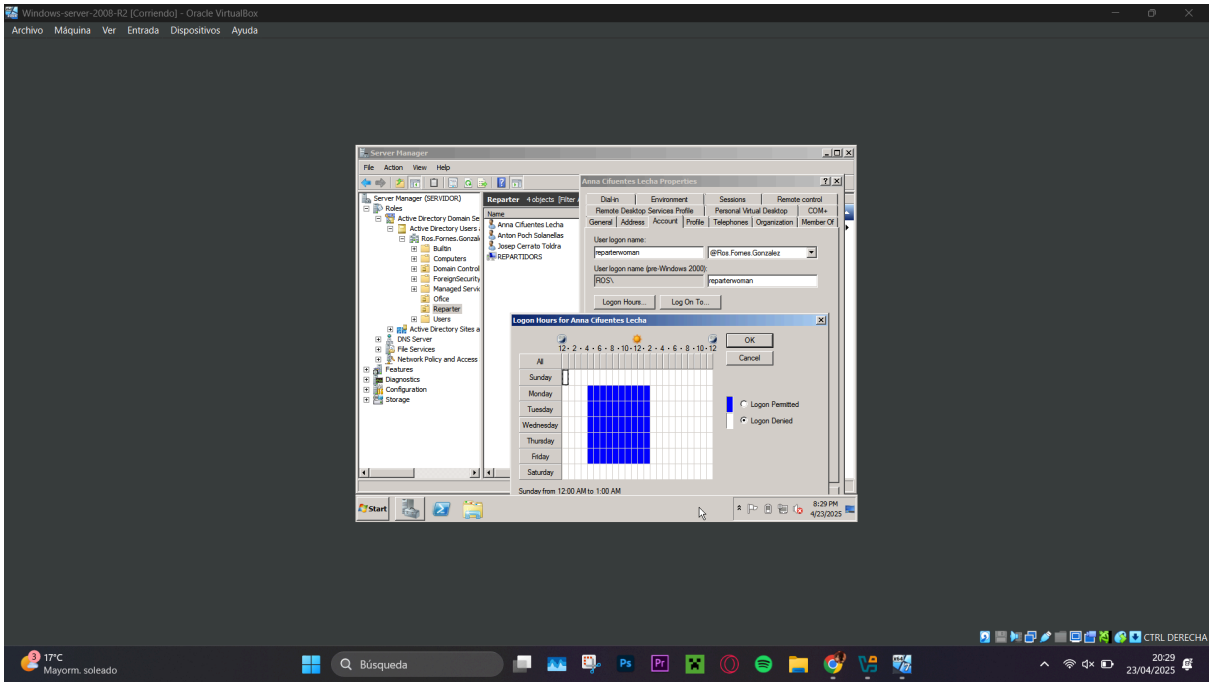 Windows-server-2008-R2 [Corriendo] - Oracle VirtualBox
Archivo Máquina Ver Entrada Dispositivos Ayuda
Server Manager
File Action View Help
Server Manager (SERVIDOR)
Roles
Active Directory Domain Se
Active Directory Users
Ros.Fornes.Gonzal
Builtin
Computers
Domain Control
ForeignSecurity
Managed Servic
Ofice
Reparter
Users
Active Directory Sites a
DNS Server
File Services
Network Policy and Access
Features
Diagnostics
Configuration
Storage
Reparter 4 objects [Filter
Name
Anna Cifuentes Lecha
Anton Poch Solanellas
Josep Cerrato Toldra
REPARTIDORS
Anna Cifuentes Lecha Properties
Dial-in Environment Sessions Remote control
Remote Desktop Services Profile Personal Virtual Desktop COM+
General Address Account Profile Telephones Organization Member Of
User logon name:
reparterwoman @Ros.Fornes.Gonzalez
User logon name (pre-Windows 2000):
ROS\ reparterwoman
Logon Hours... Log On To...
Logon Hours for Anna Cifuentes Lecha
12 · 2 · 4 · 6 · 8 · 10 · 12 · 2 · 4 · 6 · 8 · 10 · 12
All
Sunday
Monday
Tuesday
Wednesday
Thursday
Friday
Saturday
OK
Cancel
Logon Permitted
Logon Denied
Sunday from 12:00 AM to 1:00 AM
Start
8:29 PM
4/23/2025
CTRL DERECHA
3
17°C
Mayorm. soleado
Búsqueda
Ps
Pr
20:29
23/04/2025